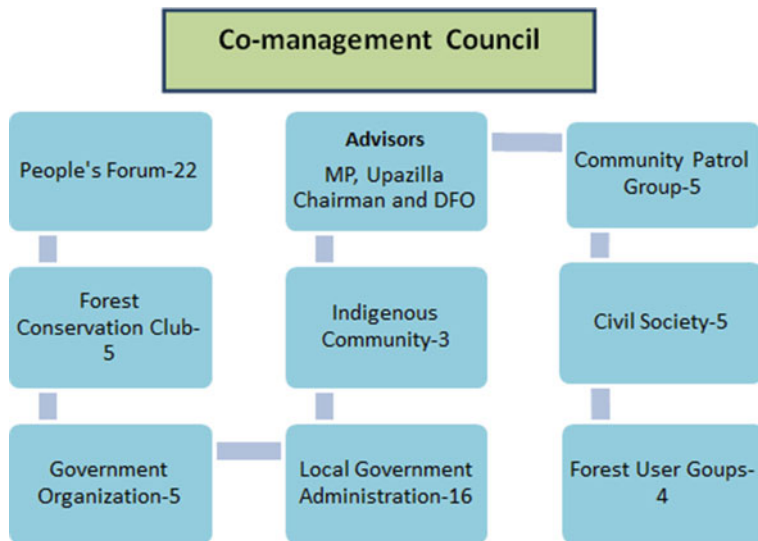 Co-management Council
People's Forum-22
Advisors
MP, Upazilla
Chairman and DFO
Community Patrol
Group-5
Forest
Conservation Club-
5
Indigenous
Community-3
Civil Society-5
Government
Organization-5
Local Government
Administration-16
Forest User Goups-
4